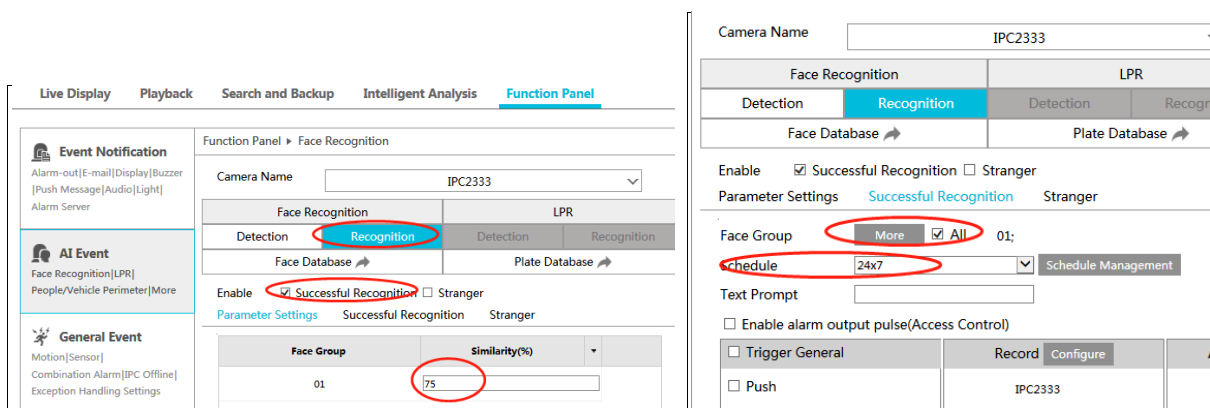 Live Display Playback Search and Backup Intelligent Analysis Function Panel
Event Notification
Alarm-out|E-mail|Display|Buzzer
|Push Message|Audio|Light|
Alarm Server
AI Event
Face Recognition|LPR|
People/Vehicle Perimeter|More
General Event
Motion|Sensor|
Combination Alarm|IPC Offline|
Exception Handling Settings
Function Panel ▸ Face Recognition
Camera Name IPC2333
Face Recognition LPR
Detection Recognition Detection Recognition
Face Database Plate Database
Enable Successful Recognition Stranger
Parameter Settings Successful Recognition Stranger
Face Group Similarity(%)
01 75
Camera Name IPC2333
Face Recognition LPR
Detection Recognition Detection Recogn
Face Database Plate Database
Enable Successful Recognition Stranger
Parameter Settings Successful Recognition Stranger
Face Group More All 01;
Schedule 24x7 Schedule Management
Text Prompt
Enable alarm output pulse(Access Control)
Trigger General Record Configure
Push IPC2333